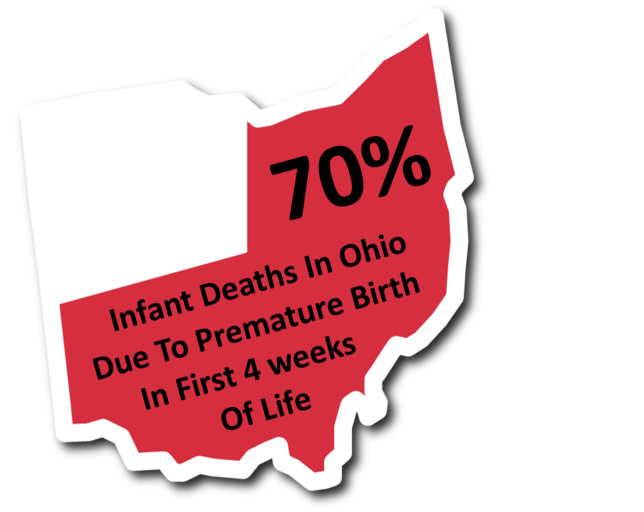 70%
Infant Deaths In Ohio
Due To Premature Birth
In First 4 weeks
Of Life